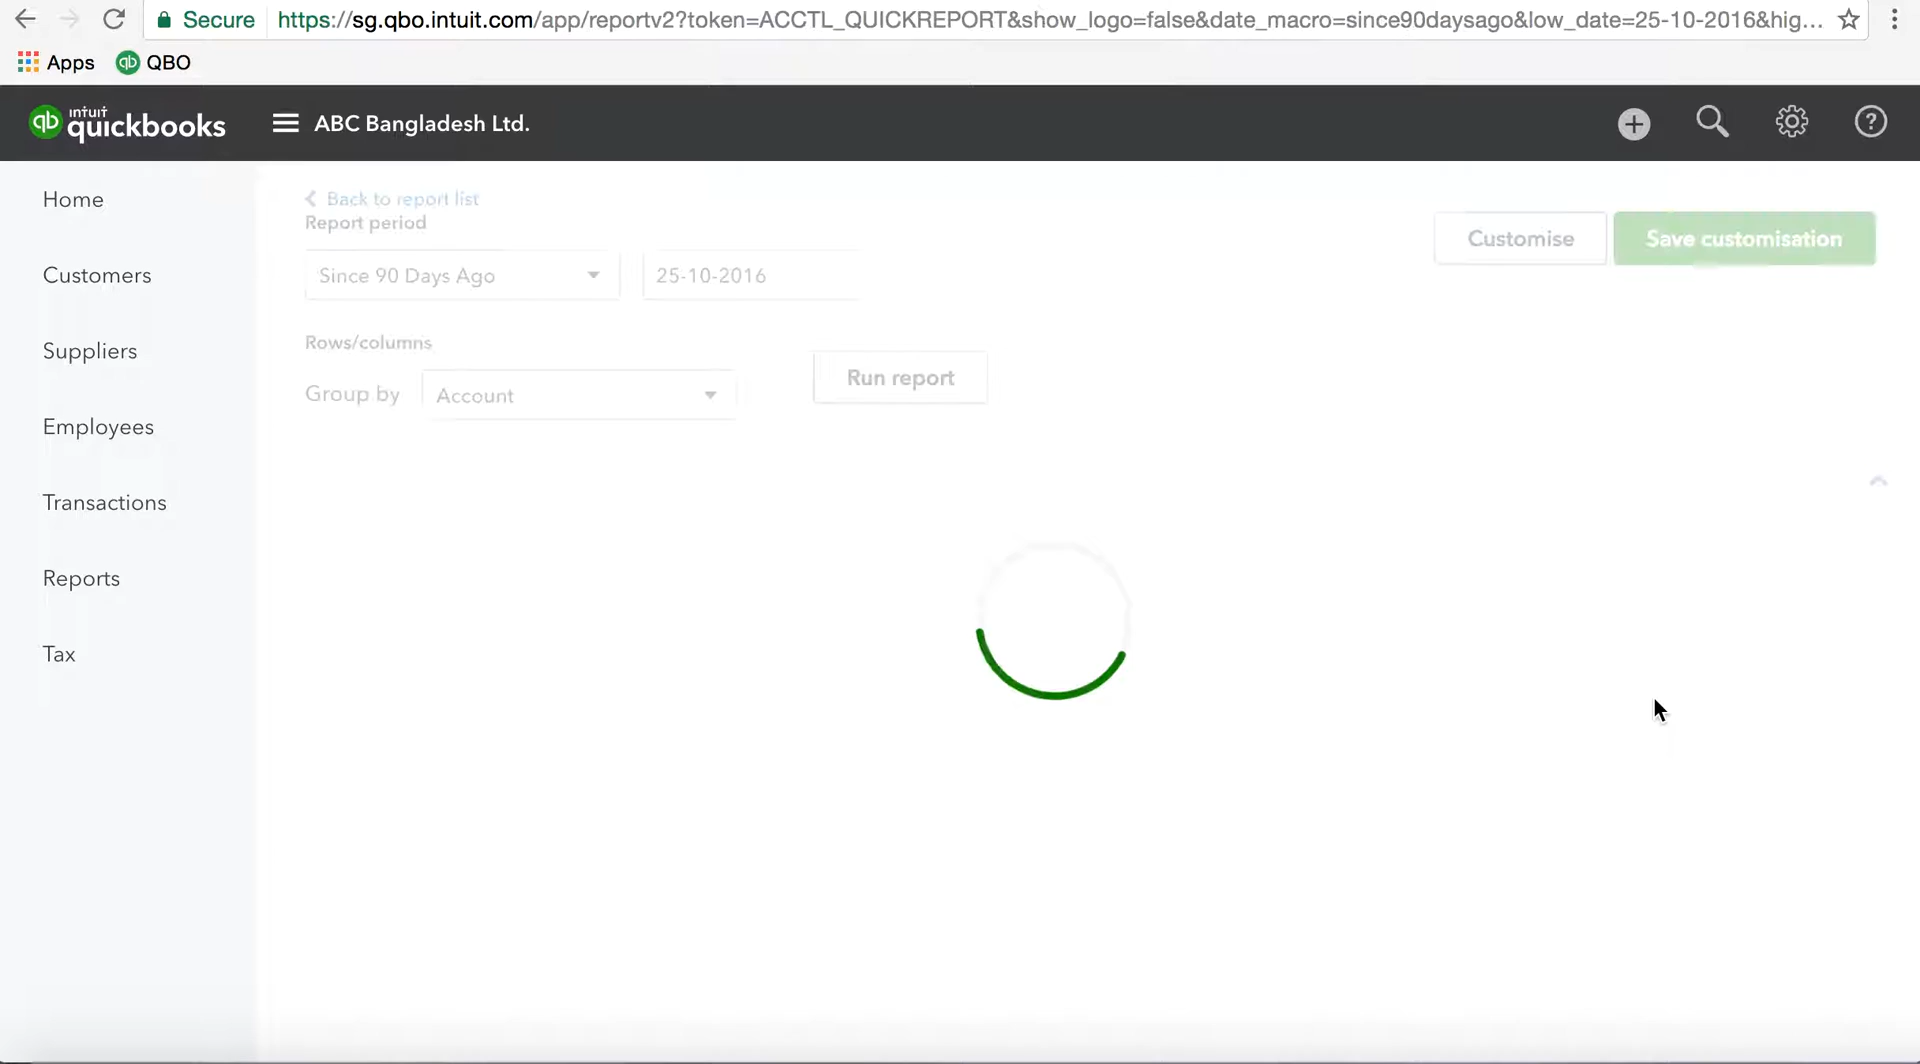 Secure https://sg.qbo.intuit.com/app/reportv2?token=ACCTL_QUICKREPORT&show_logo=false&date_macro=since90daysago&low_date=25-10-2016&hig...
Apps QBO
intuit
quickbooks
ABC Bangladesh Ltd.
Home
Customers
Suppliers
Employees
Transactions
Reports
Tax
Back to report list
Report period
Since 90 Days Ago 25-10-2016
Customise Save customisation
Rows/columns
Group by Account Run report